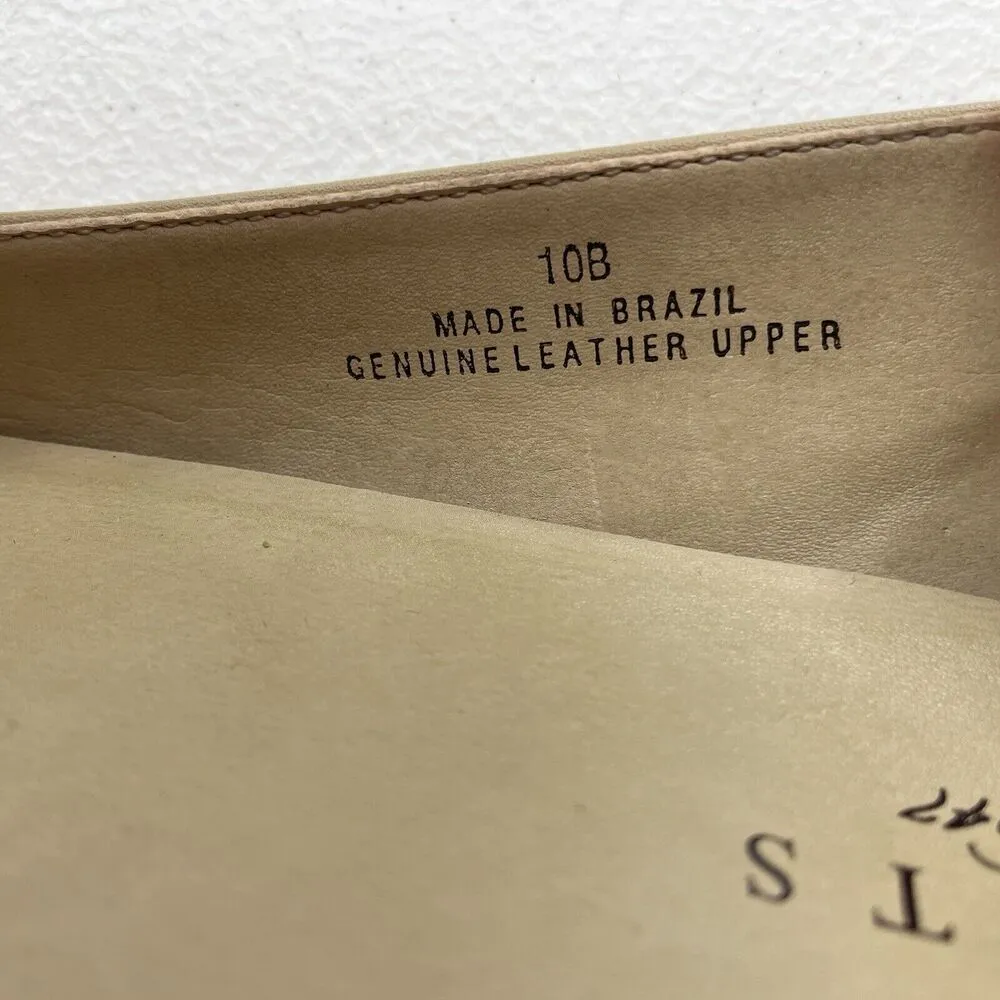 10B
MADE IN BRAZIL
GENUINE LEATHER UPPER
T S